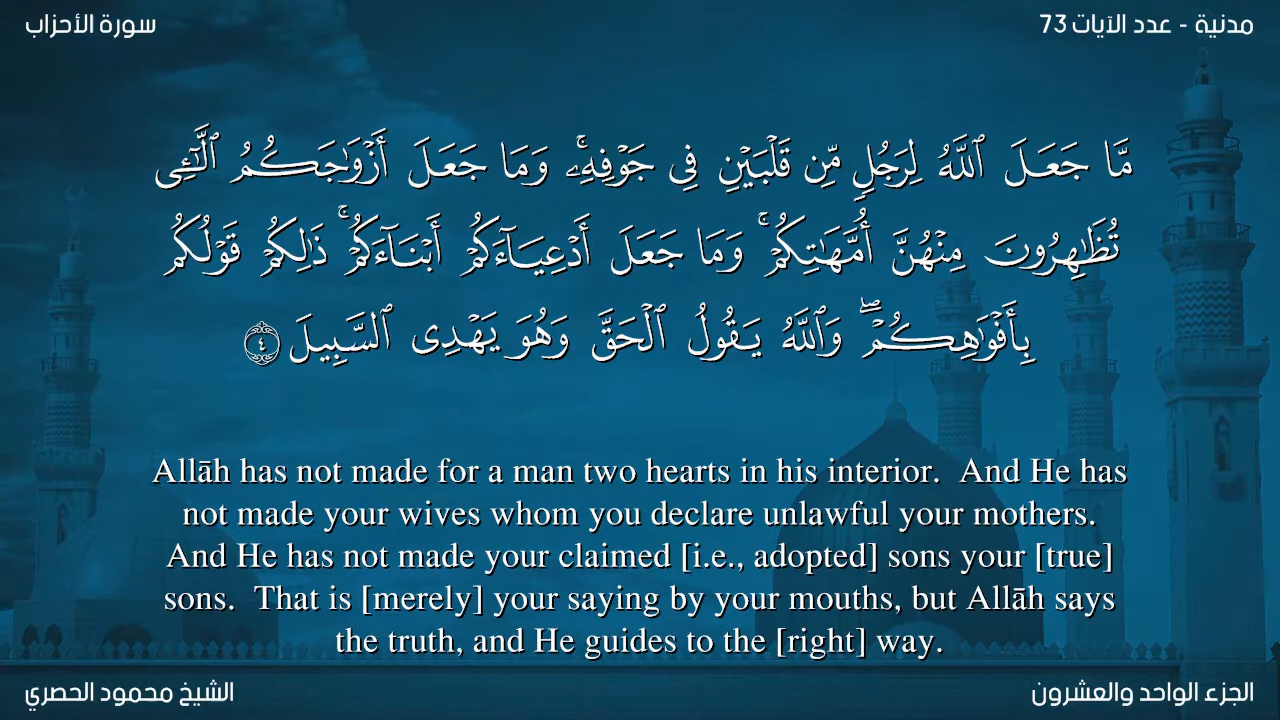 سورة الأحزاب
مدنية - عدد الآيات 73
مَّا جَعَلَ ٱللَّهُ لِرَجُلٍ مِّن قَلْبَيْنِ فِى جَوْفِهِۦۚ وَمَا جَعَلَ أَزْوَٰجَكُمُ ٱلَّٰٓـِٔى
تُظَٰهِرُونَ مِنْهُنَّ أُمَّهَٰتِكُمْۚ وَمَا جَعَلَ أَدْعِيَآءَكُمْ أَبْنَآءَكُمْۚ ذَٰلِكُمْ قَوْلُكُم
بِأَفْوَٰهِكُمْۖ وَٱللَّهُ يَقُولُ ٱلْحَقَّ وَهُوَ يَهْدِى ٱلسَّبِيلَ ٤
Allāh has not made for a man two hearts in his interior. And He has
not made your wives whom you declare unlawful your mothers.
And He has not made your claimed [i.e., adopted] sons your [true]
sons. That is [merely] your saying by your mouths, but Allāh says
the truth, and He guides to the [right] way.
الشيخ محمود الحصري
الجزء الواحد والعشرون